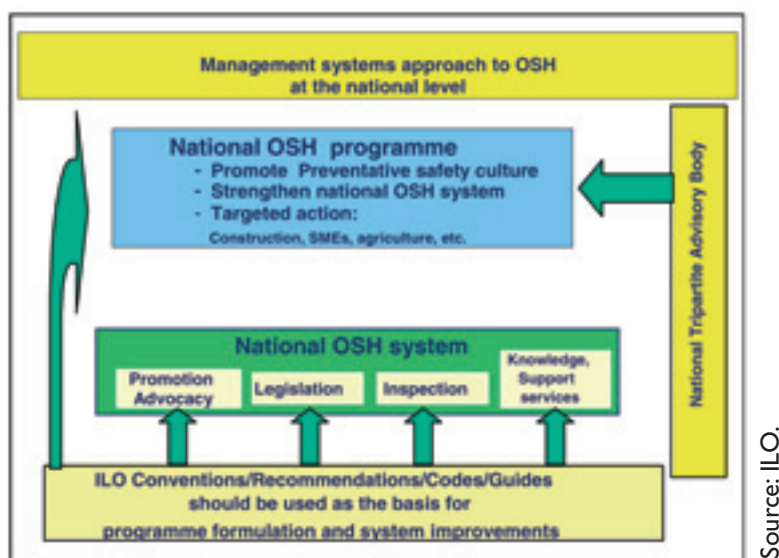 Management systems approach to OSH
at the national level
National OSH programme
- Promote Preventative safety culture
- Strengthen national OSH system
- Targeted action:
Construction, SMEs, agriculture, etc.
National Tripartite Advisory Body
National OSH system
Promotion
Advocacy
Legislation
Inspection
Knowledge,
Support
services
ILO Conventions/Recommendations/Codes/Guides
should be used as the basis for
programme formulation and system improvements
Source: ILO.